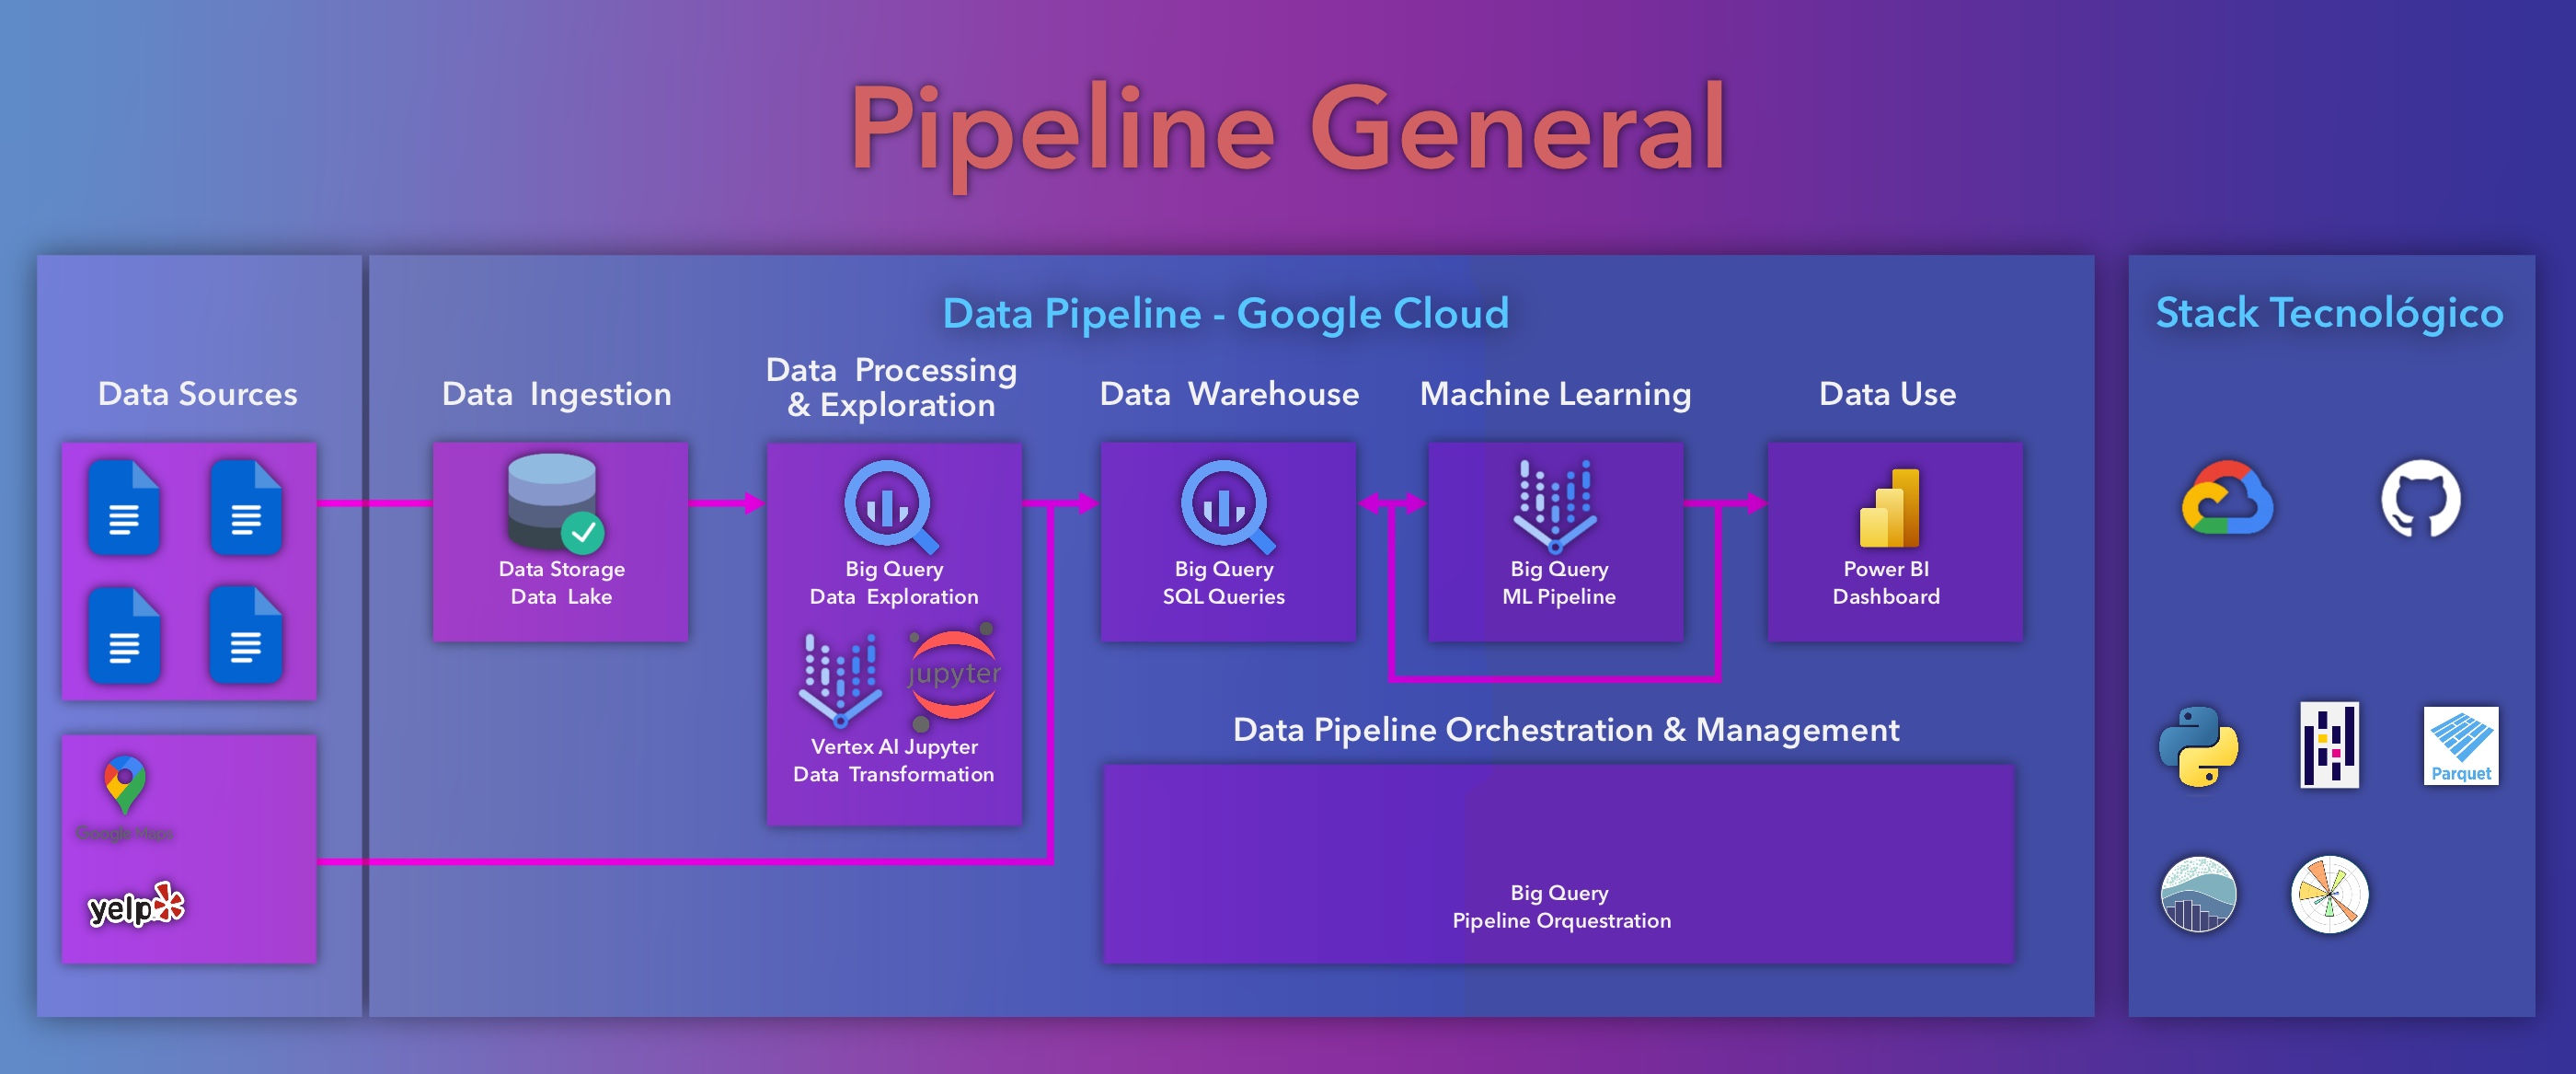 Pipeline General
Data Pipeline - Google Cloud
Stack Tecnológico
Data Sources
Data Ingestion
Data Processing
& Exploration
Data Warehouse
Machine Learning
Data Use
Data Storage
Data Lake
Big Query
Data Exploration
jupyter
Vertex AI Jupyter
Data Transformation
Big Query
SQL Queries
Big Query
ML Pipeline
Power BI
Dashboard
Google Maps
yelp
Data Pipeline Orchestration & Management
Big Query
Pipeline Orquestration
Parquet